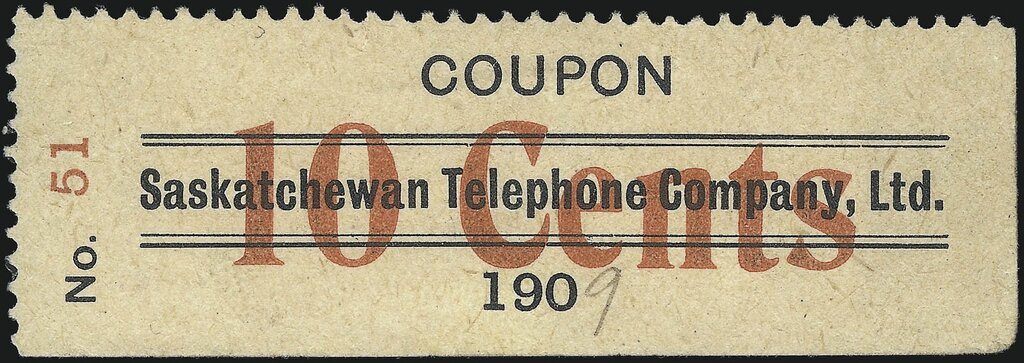 COUPON
10 Cents
Saskatchewan Telephone Company, Ltd.
1909
No. 51